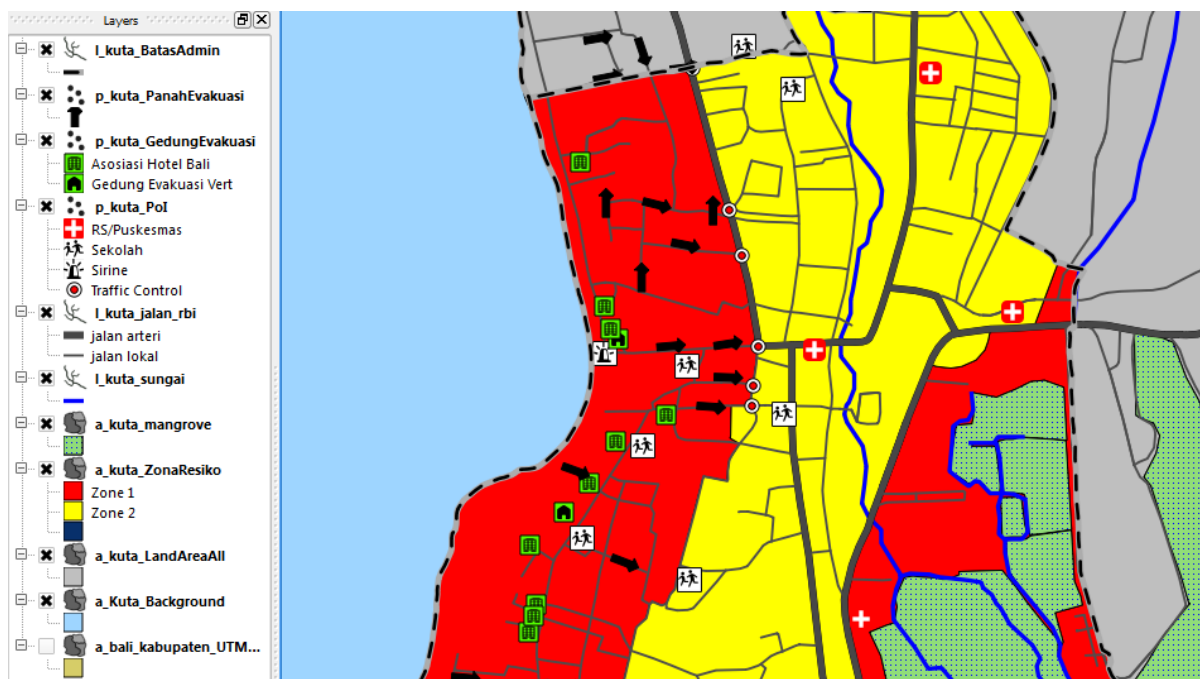 Layers
l_kuta_BatasAdmin
p_kuta_PanahEvakuasi
p_kuta_GedungEvakuasi
Asosiasi Hotel Bali
Gedung Evakuasi Vert
p_kuta_PoI
RS/Puskesmas
Sekolah
Sirine
Traffic Control
l_kuta_jalan_rbi
jalan arteri
jalan lokal
l_kuta_sungai
a_kuta_mangrove
a_kuta_ZonaResiko
Zone 1
Zone 2
a_kuta_LandAreaAll
a_Kuta_Background
a_bali_kabupaten_UTM...